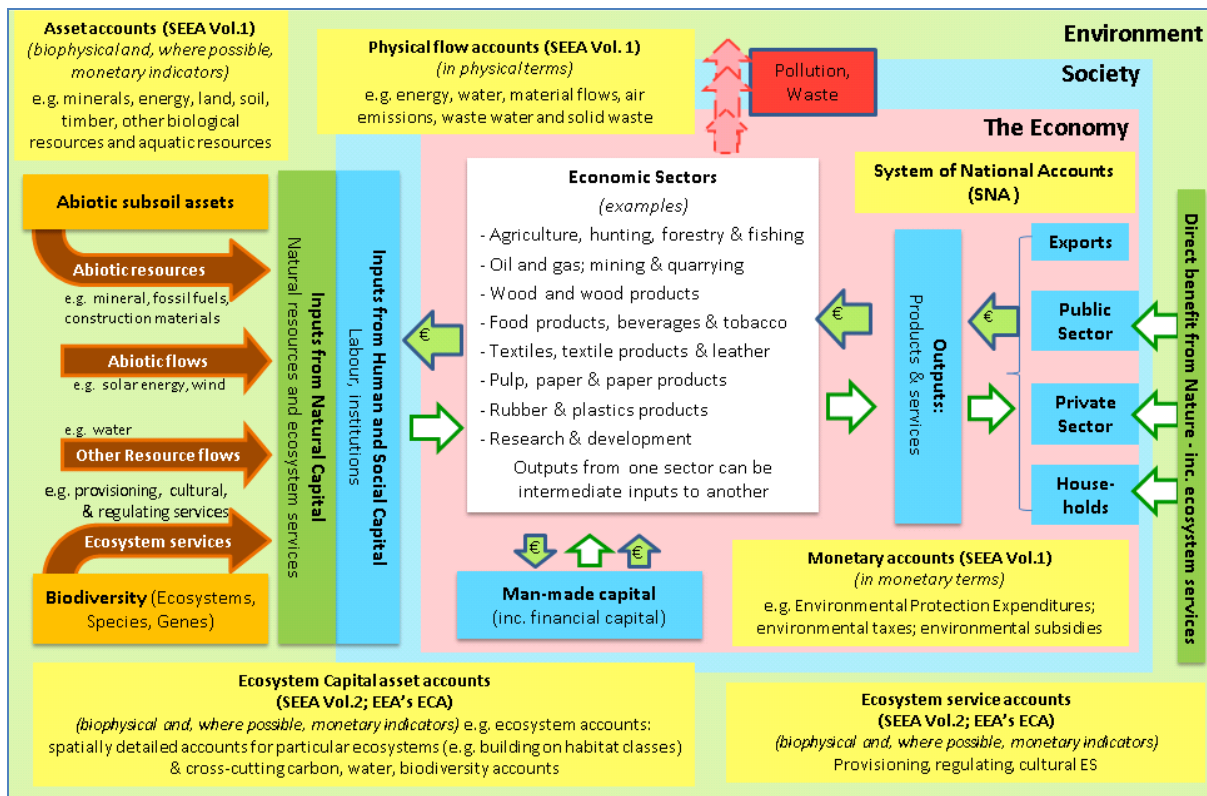 Asset accounts (SEEA Vol.1)
(biophysical and, where possible,
monetary indicators)
e.g. minerals, energy, land, soil,
timber, other biological
resources and aquatic resources
Physical flow accounts (SEEA Vol. 1)
(in physical terms)
e.g. energy, water, material flows, air
emissions, waste water and solid waste
Pollution,
Waste
Environment
Society
The Economy
System of National Accounts
(SNA )
Abiotic subsoil assets
Abiotic resources
e.g. mineral, fossil fuels,
construction materials
Abiotic flows
e.g. solar energy, wind
e.g. water
Other Resource flows
e.g. provisioning, cultural,
& regulating services
Ecosystem services
Biodiversity (Ecosystems,
Species, Genes)
Inputs from Natural Capital
Natural resources and ecosystem services
Inputs from Human and Social Capital
Labour, institutions
€
Economic Sectors
(examples)
- Agriculture, hunting, forestry & fishing
- Oil and gas; mining & quarrying
- Wood and wood products
- Food products, beverages & tobacco
- Textiles, textile products & leather
- Pulp, paper & paper products
- Rubber & plastics products
- Research & development
Outputs from one sector can be
intermediate inputs to another
€
€
€
Man-made capital
(inc. financial capital)
Outputs:
Products & services
€
Exports
Public
Sector
Private
Sector
House-
holds
Direct benefit from Nature - inc. ecosystem services
Monetary accounts (SEEA Vol.1)
(in monetary terms)
e.g. Environmental Protection Expenditures;
environmental taxes; environmental subsidies
Ecosystem Capital asset accounts
(SEEA Vol.2; EEA's ECA)
(biophysical and, where possible, monetary indicators) e.g. ecosystem accounts:
spatially detailed accounts for particular ecosystems (e.g. building on habitat classes)
& cross-cutting carbon, water, biodiversity accounts
Ecosystem service accounts
(SEEA Vol.2; EEA's ECA)
(biophysical and, where possible, monetary indicators)
Provisioning, regulating, cultural ES